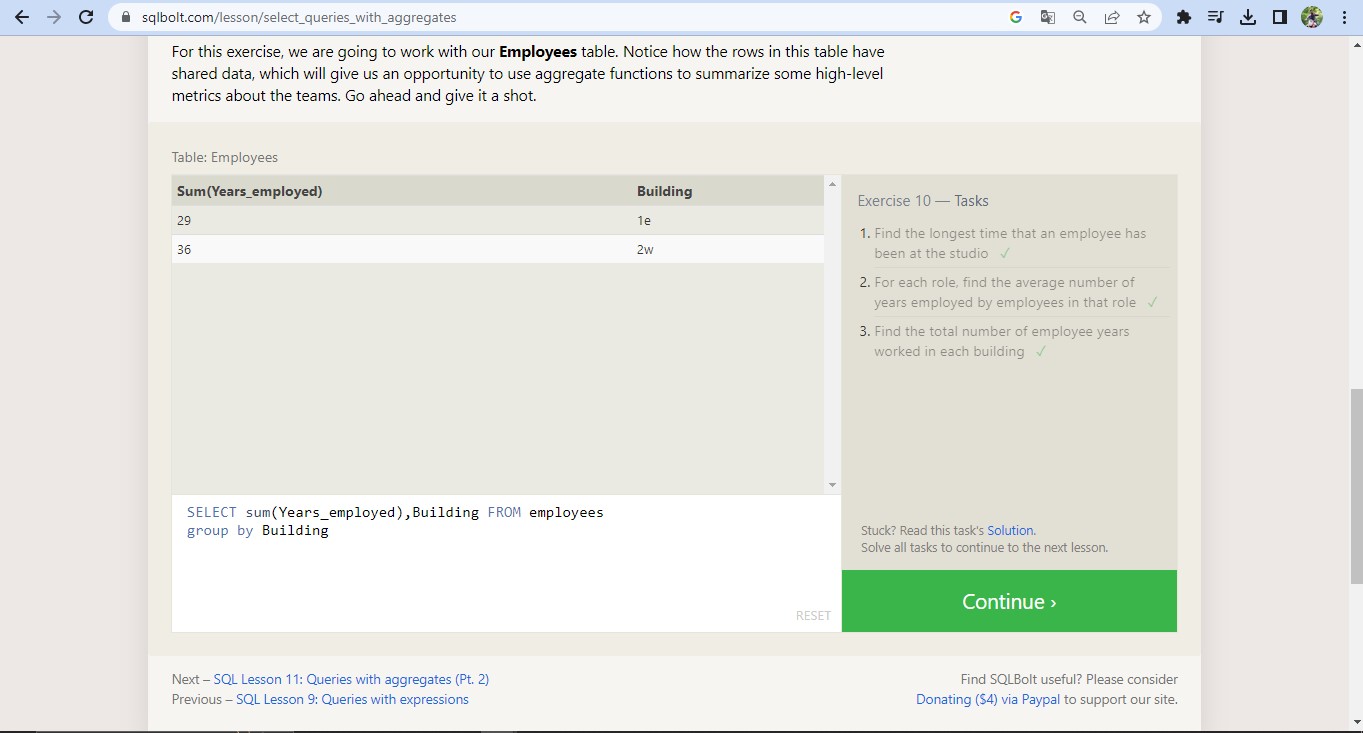 sqlbolt.com/lesson/select_queries_with_aggregates
For this exercise, we are going to work with our Employees table. Notice how the rows in this table have
shared data, which will give us an opportunity to use aggregate functions to summarize some high-level
metrics about the teams. Go ahead and give it a shot.
Table: Employees
Sum(Years_employed) Building
29 1e
36 2w
SELECT sum(Years_employed),Building FROM employees
group by Building
RESET
Exercise 10 — Tasks
1. Find the longest time that an employee has
been at the studio ✓
2. For each role, find the average number of
years employed by employees in that role ✓
3. Find the total number of employee years
worked in each building ✓
Stuck? Read this task's Solution.
Solve all tasks to continue to the next lesson.
Continue ›
Next – SQL Lesson 11: Queries with aggregates (Pt. 2)
Previous – SQL Lesson 9: Queries with expressions
Find SQLBolt useful? Please consider
Donating ($4) via Paypal to support our site.